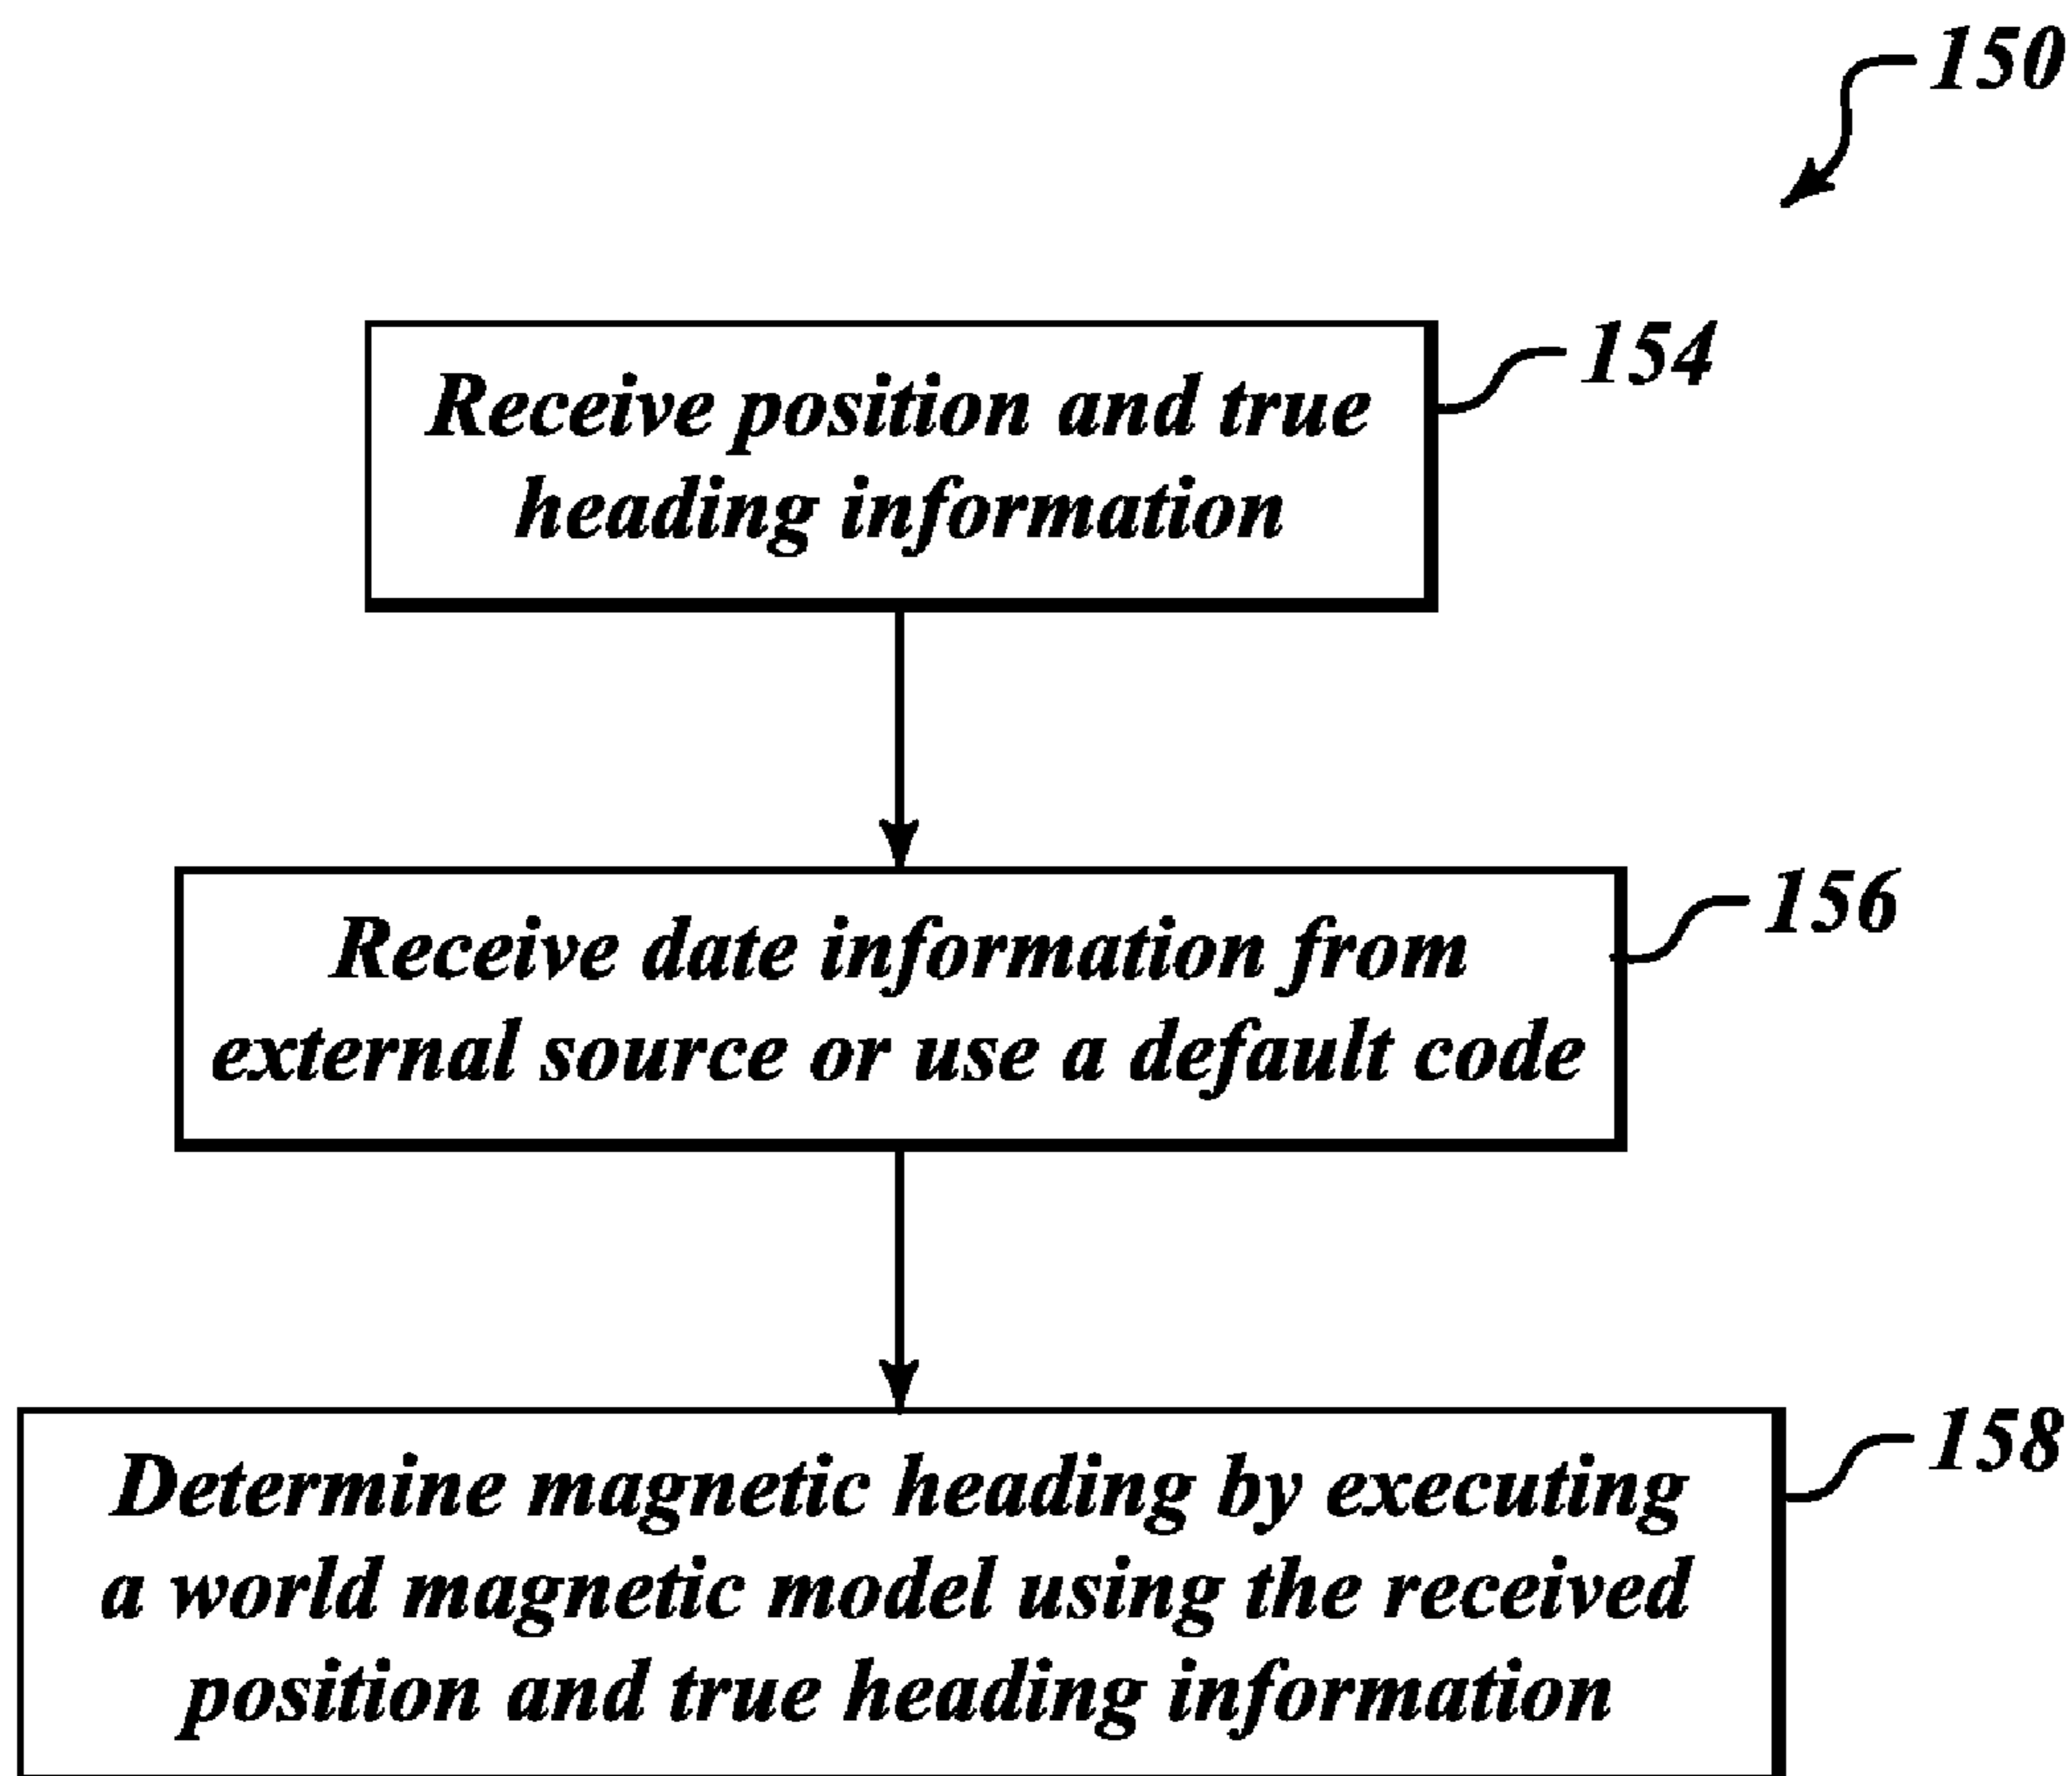 150
154
Receive position and true
heading information
156
Receive date information from
external source or use a default code
158
Determine magnetic heading by executing
a world magnetic model using the received
position and true heading information